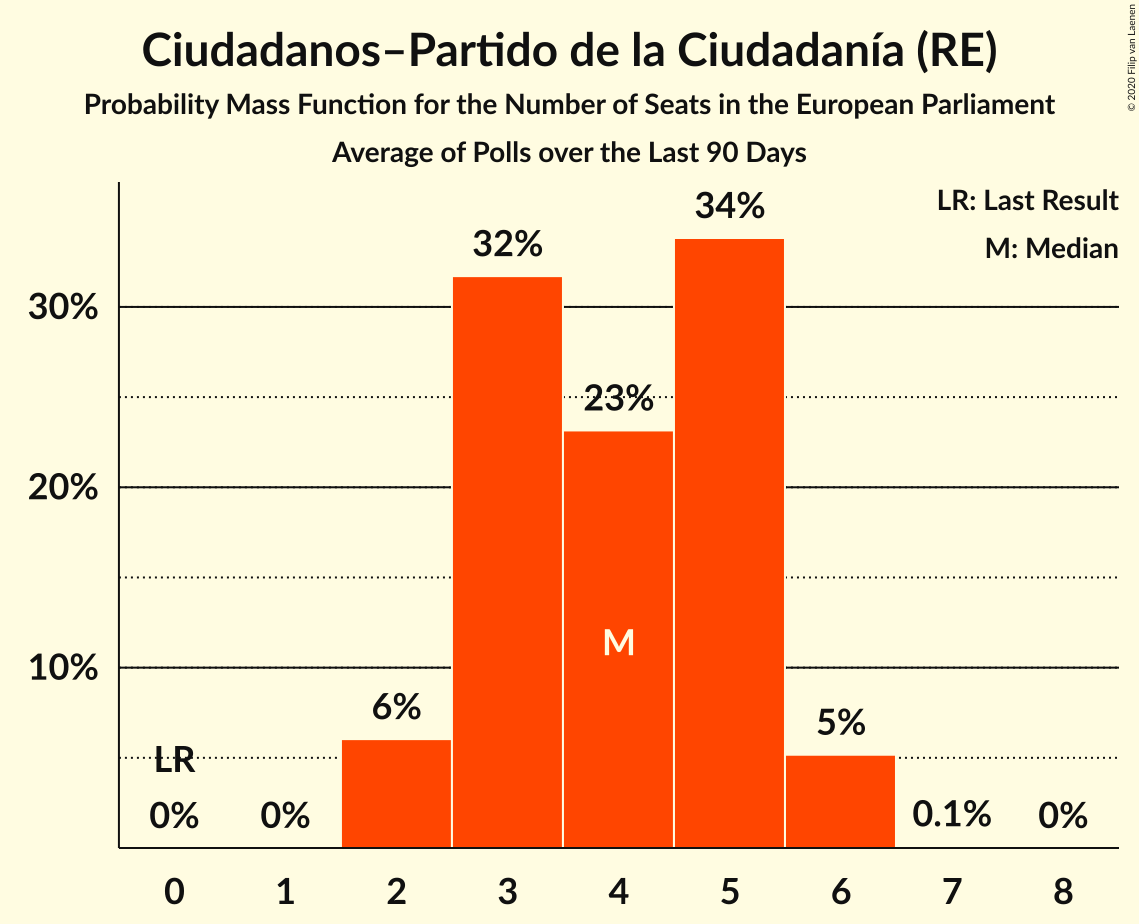 Ciudadanos–Partido de la Ciudadanía (RE)
Probability Mass Function for the Number of Seats in the European Parliament
Average of Polls over the Last 90 Days
© 2020 Filip van Laenen
LR: Last Result
M: Median
34%
32%
30%
23%
20%
M
10%
6%
5%
LR
0%
0%
0.1%
0%
0 1 2 3 4 5 6 7 8